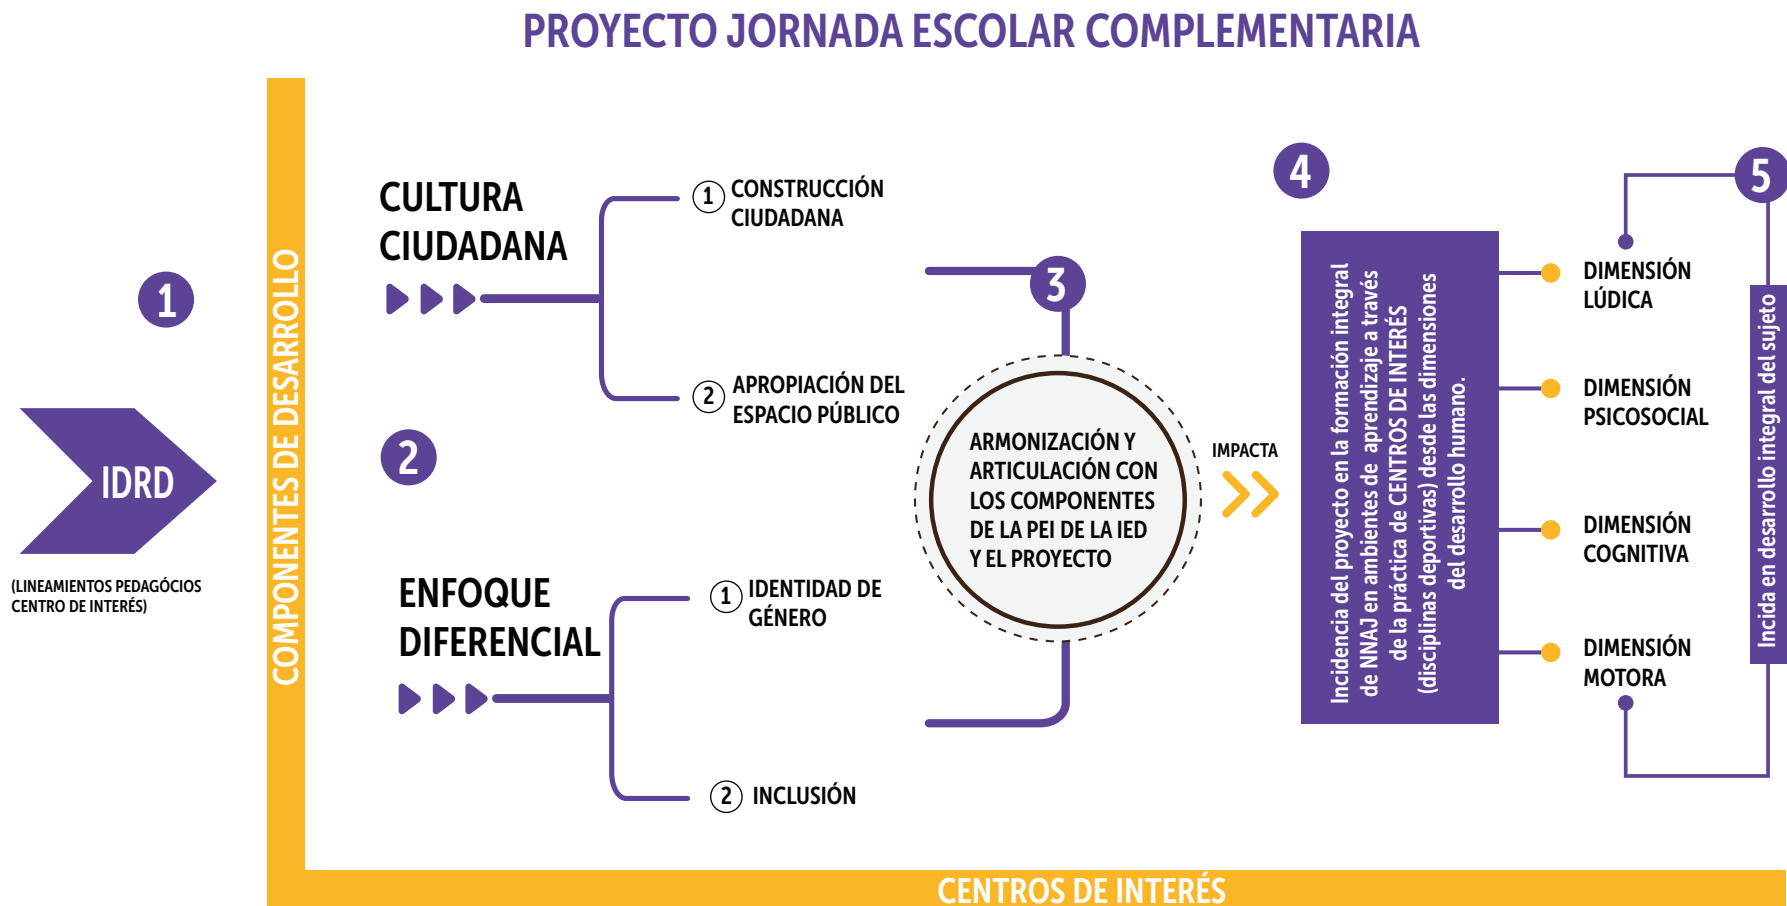 PROYECTO JORNADA ESCOLAR COMPLEMENTARIA
1
IDRD
(LINEAMIENTOS PEDAGÓCIOS
CENTRO DE INTERÉS)
COMPONENTES DE DESARROLLO
CULTURA
CIUDADANA
1 CONSTRUCCIÓN
CIUDADANA
2 APROPIACIÓN DEL
ESPACIO PÚBLICO
2
ENFOQUE
DIFERENCIAL
1 IDENTIDAD DE
GÉNERO
2 INCLUSIÓN
3
ARMONIZACIÓN Y
ARTICULACIÓN CON
LOS COMPONENTES
DE LA PEI DE LA IED
Y EL PROYECTO
IMPACTA
4
Incidencia del proyecto en la formación integral
de NNAJ en ambientes de aprendizaje a través
de la práctica de CENTROS DE INTERÉS
(disciplinas deportivas) desde las dimensiones
del desarrollo humano.
DIMENSIÓN
LÚDICA
DIMENSIÓN
PSICOSOCIAL
DIMENSIÓN
COGNITIVA
DIMENSIÓN
MOTORA
5
Incida en desarrollo integral del sujeto
CENTROS DE INTERÉS